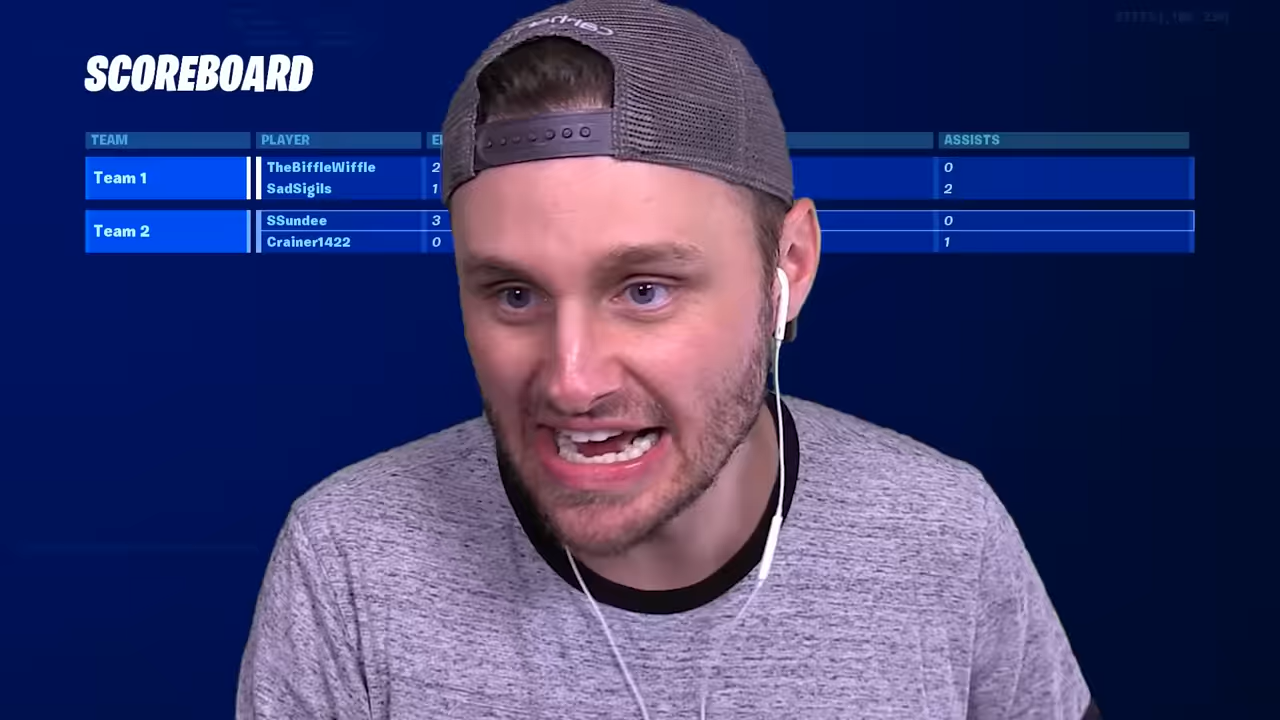 SCOREBOARD
TEAM PLAYER EL ASSISTS
Team 1
TheBiffleWiffle 2 0
SadSigils 1 2
Team 2
SSundee 3 0
Crainer1422 0 1